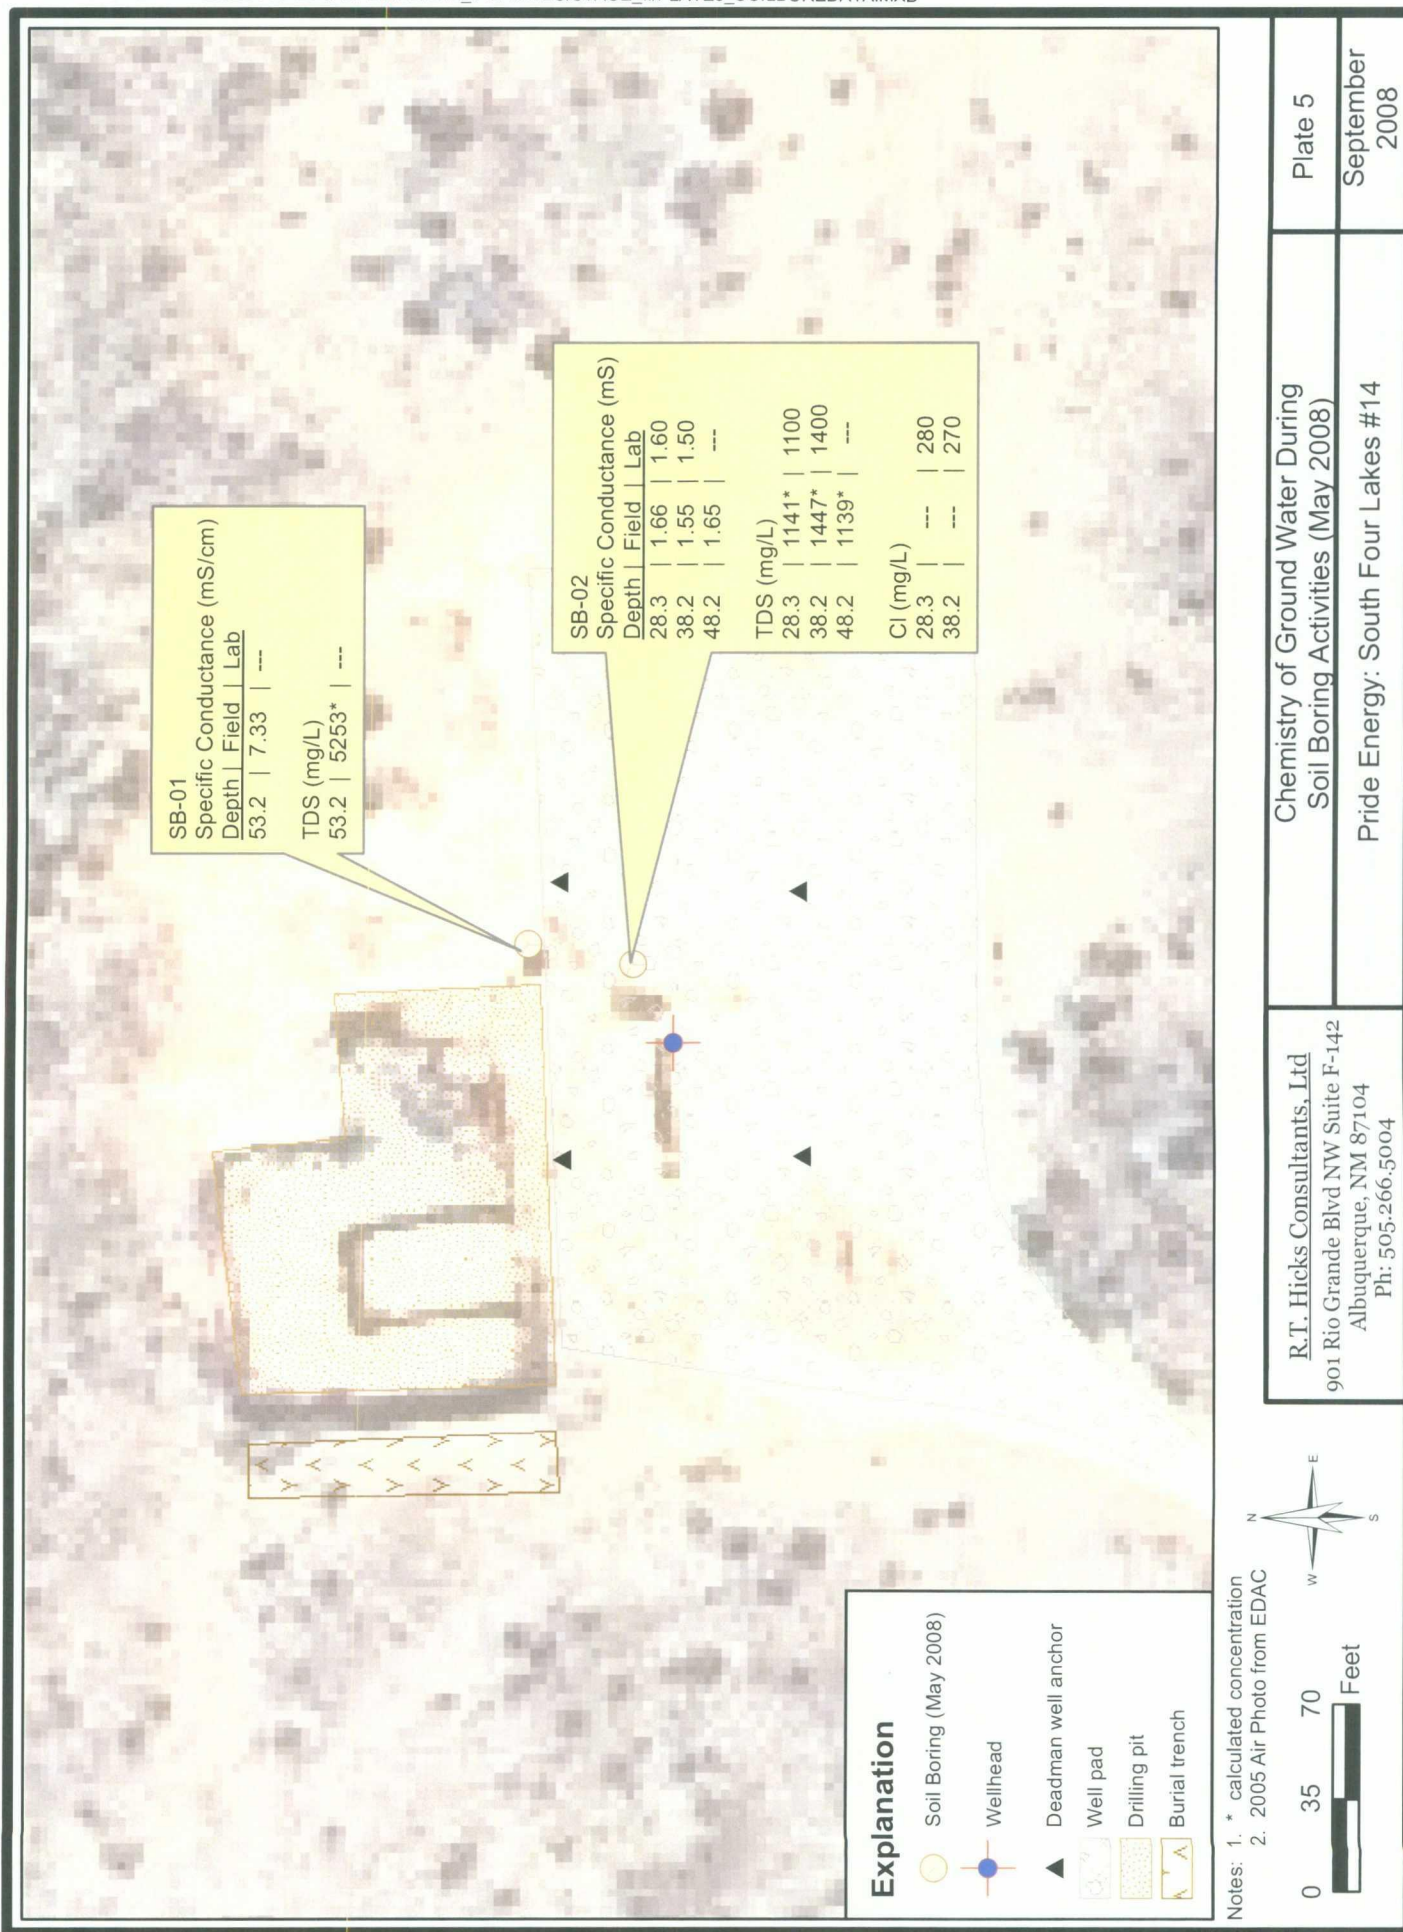 SB-01
Specific Conductance (mS/cm)
Depth | Field | Lab
53.2 | 7.33 | ---
TDS (mg/L)
53.2 | 5253* | ---
SB-02
Specific Conductance (mS)
Depth | Field | Lab
28.3 | 1.66 | 1.60
38.2 | 1.55 | 1.50
48.2 | 1.65 | ---
TDS (mg/L)
28.3 | 1141* | 1100
38.2 | 1447* | 1400
48.2 | 1139* | ---
Cl (mg/L)
28.3 | --- | 280
38.2 | --- | 270
Explanation
Soil Boring (May 2008)
Wellhead
Deadman well anchor
Well pad
Drilling pit
Burial trench
Notes: 1. * calculated concentration
2. 2005 Air Photo from EDAC
0 35 70
Feet
N
W E
S
R.T. Hicks Consultants, Ltd
901 Rio Grande Blvd NW Suite F-142
Albuquerque, NM 87104
Ph: 505.266.5004
Chemistry of Ground Water During
Soil Boring Activities (May 2008)
Pride Energy: South Four Lakes #14
Plate 5
September
2008